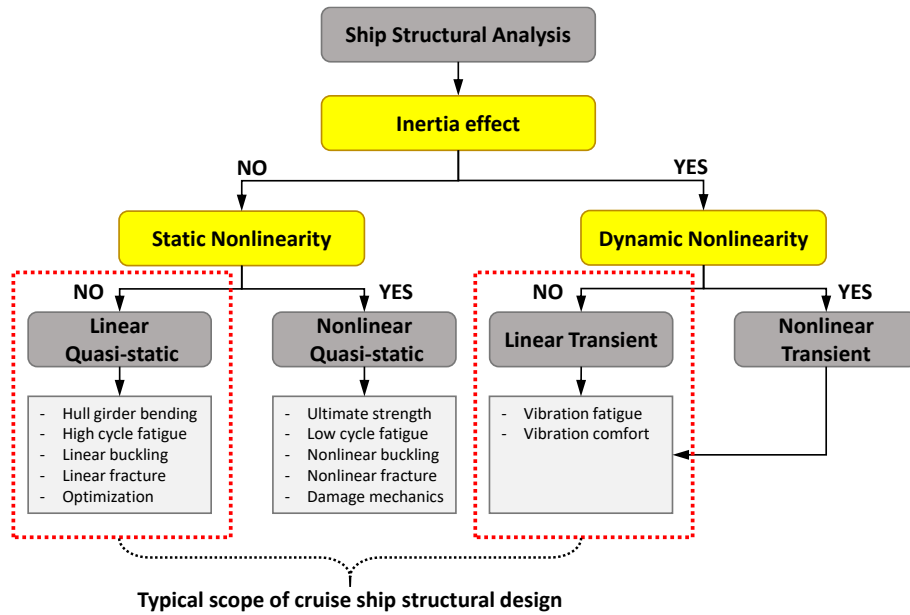 Ship Structural Analysis
Inertia effect
NO
YES
Static Nonlinearity
Dynamic Nonlinearity
NO
YES
NO
YES
Linear
Quasi-static
Nonlinear
Quasi-static
Linear Transient
Nonlinear
Transient
- Hull girder bending
- High cycle fatigue
- Linear buckling
- Linear fracture
- Optimization
- Ultimate strength
- Low cycle fatigue
- Nonlinear buckling
- Nonlinear fracture
- Damage mechanics
- Vibration fatigue
- Vibration comfort
Typical scope of cruise ship structural design